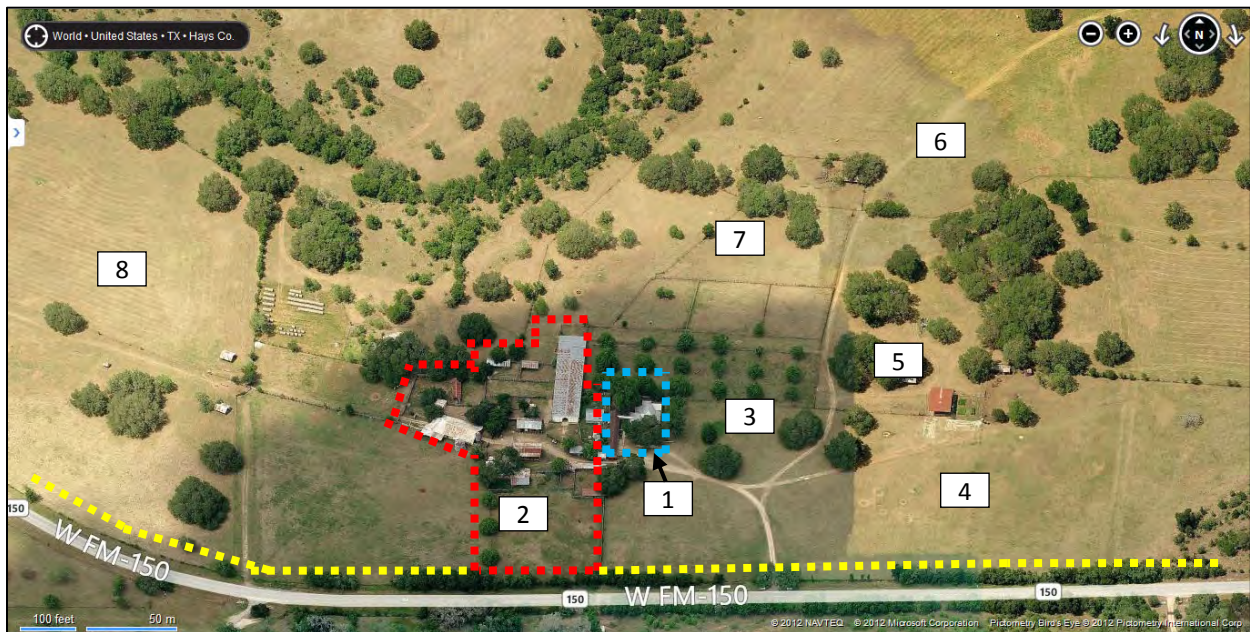 World • United States • TX • Hays Co.
N
6
7
8
5
3
1
4
2
150
W FM-150
150
W FM-150
150
100 feet
50 m
© 2012 NAVTEQ © 2012 Microsoft Corporation Pictometry Bird's Eye © 2012 Pictometry International Corp